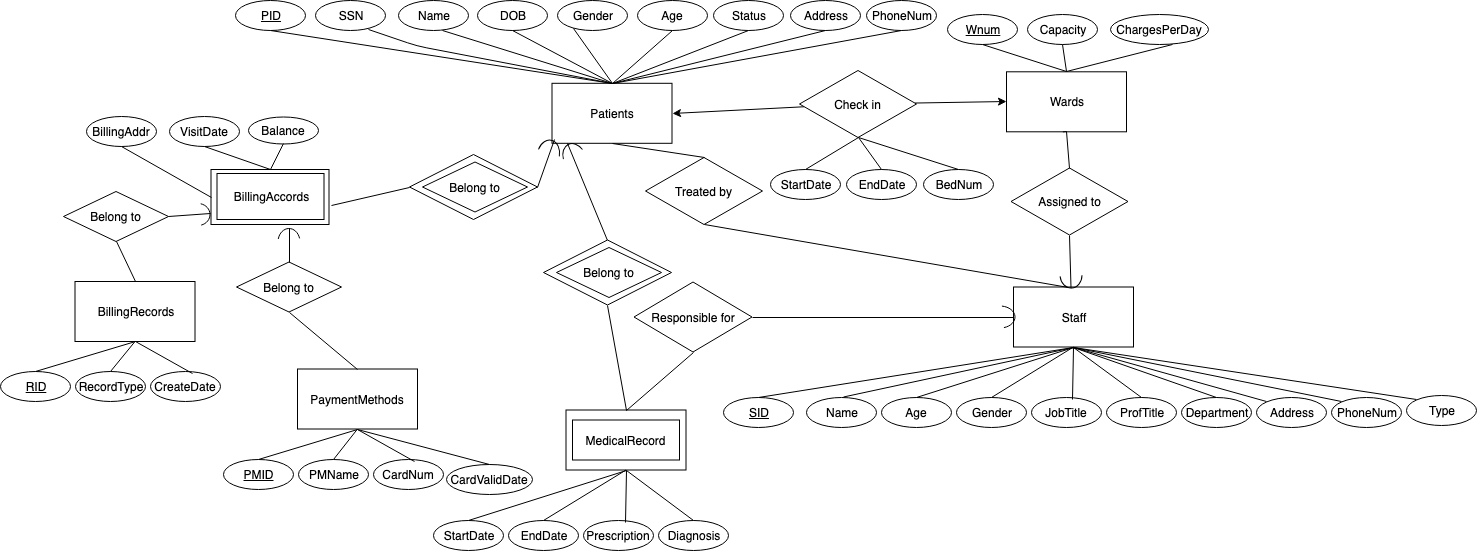 PID
SSN
Name
DOB
Gender
Age
Status
Address
PhoneNum
Wnum
Capacity
ChargesPerDay
Patients
Check in
Wards
BillingAddr
VisitDate
Balance
StartDate
EndDate
BedNum
BillingAccords
Belong to
Treated by
Assigned to
Belong to
Belong to
Belong to
BillingRecords
Responsible for
Staff
RID
RecordType
CreateDate
PaymentMethods
SID
Name
Age
Gender
JobTitle
ProfTitle
Department
Address
PhoneNum
Type
MedicalRecord
PMID
PMName
CardNum
CardValidDate
StartDate
EndDate
Prescription
Diagnosis